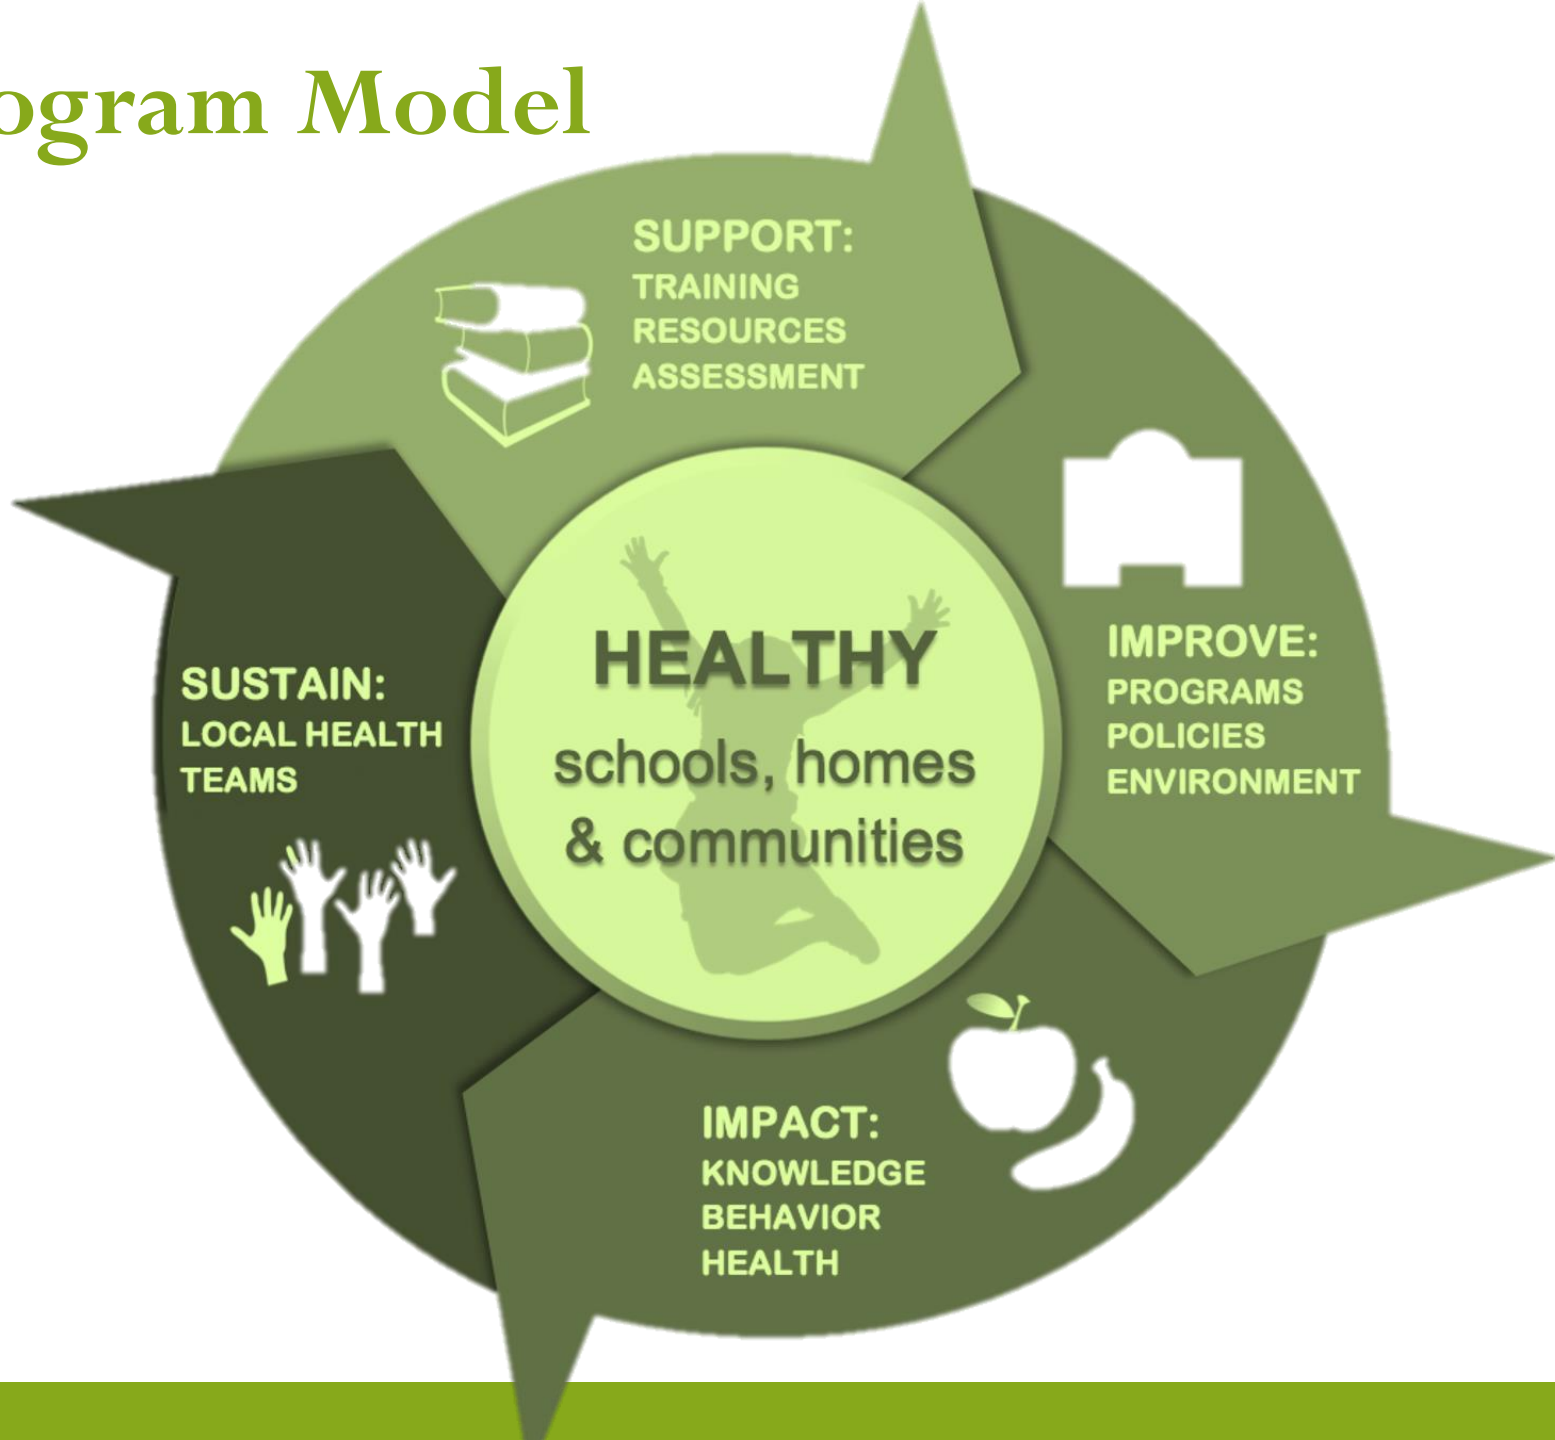 ogram Model
SUPPORT:
TRAINING
RESOURCES
ASSESSMENT
IMPROVE:
PROGRAMS
POLICIES
ENVIRONMENT
HEALTHY
schools, homes
& communities
SUSTAIN:
LOCAL HEALTH
TEAMS
IMPACT:
KNOWLEDGE
BEHAVIOR
HEALTH